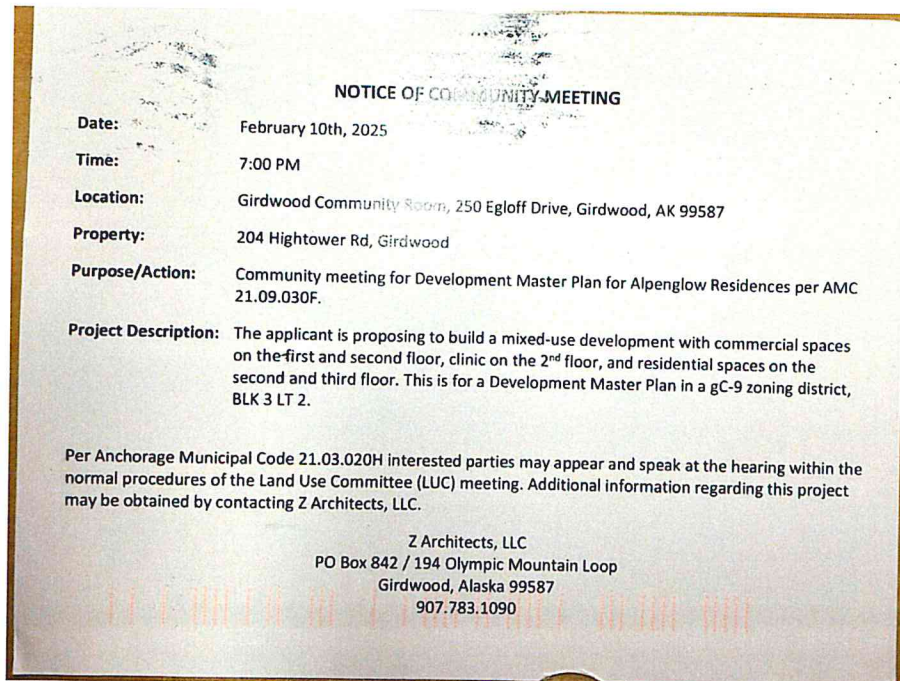 NOTICE OF COMMUNITY MEETING
Date: February 10th, 2025
Time: 7:00 PM
Location: Girdwood Community Room, 250 Egloff Drive, Girdwood, AK 99587
Property: 204 Hightower Rd, Girdwood
Purpose/Action: Community meeting for Development Master Plan for Alpenglow Residences per AMC
21.09.030F.
Project Description: The applicant is proposing to build a mixed-use development with commercial spaces
on the first and second floor, clinic on the 2nd floor, and residential spaces on the
second and third floor. This is for a Development Master Plan in a gC-9 zoning district,
BLK 3 LT 2.
Per Anchorage Municipal Code 21.03.020H interested parties may appear and speak at the hearing within the
normal procedures of the Land Use Committee (LUC) meeting. Additional information regarding this project
may be obtained by contacting Z Architects, LLC.
Z Architects, LLC
PO Box 842 / 194 Olympic Mountain Loop
Girdwood, Alaska 99587
907.783.1090